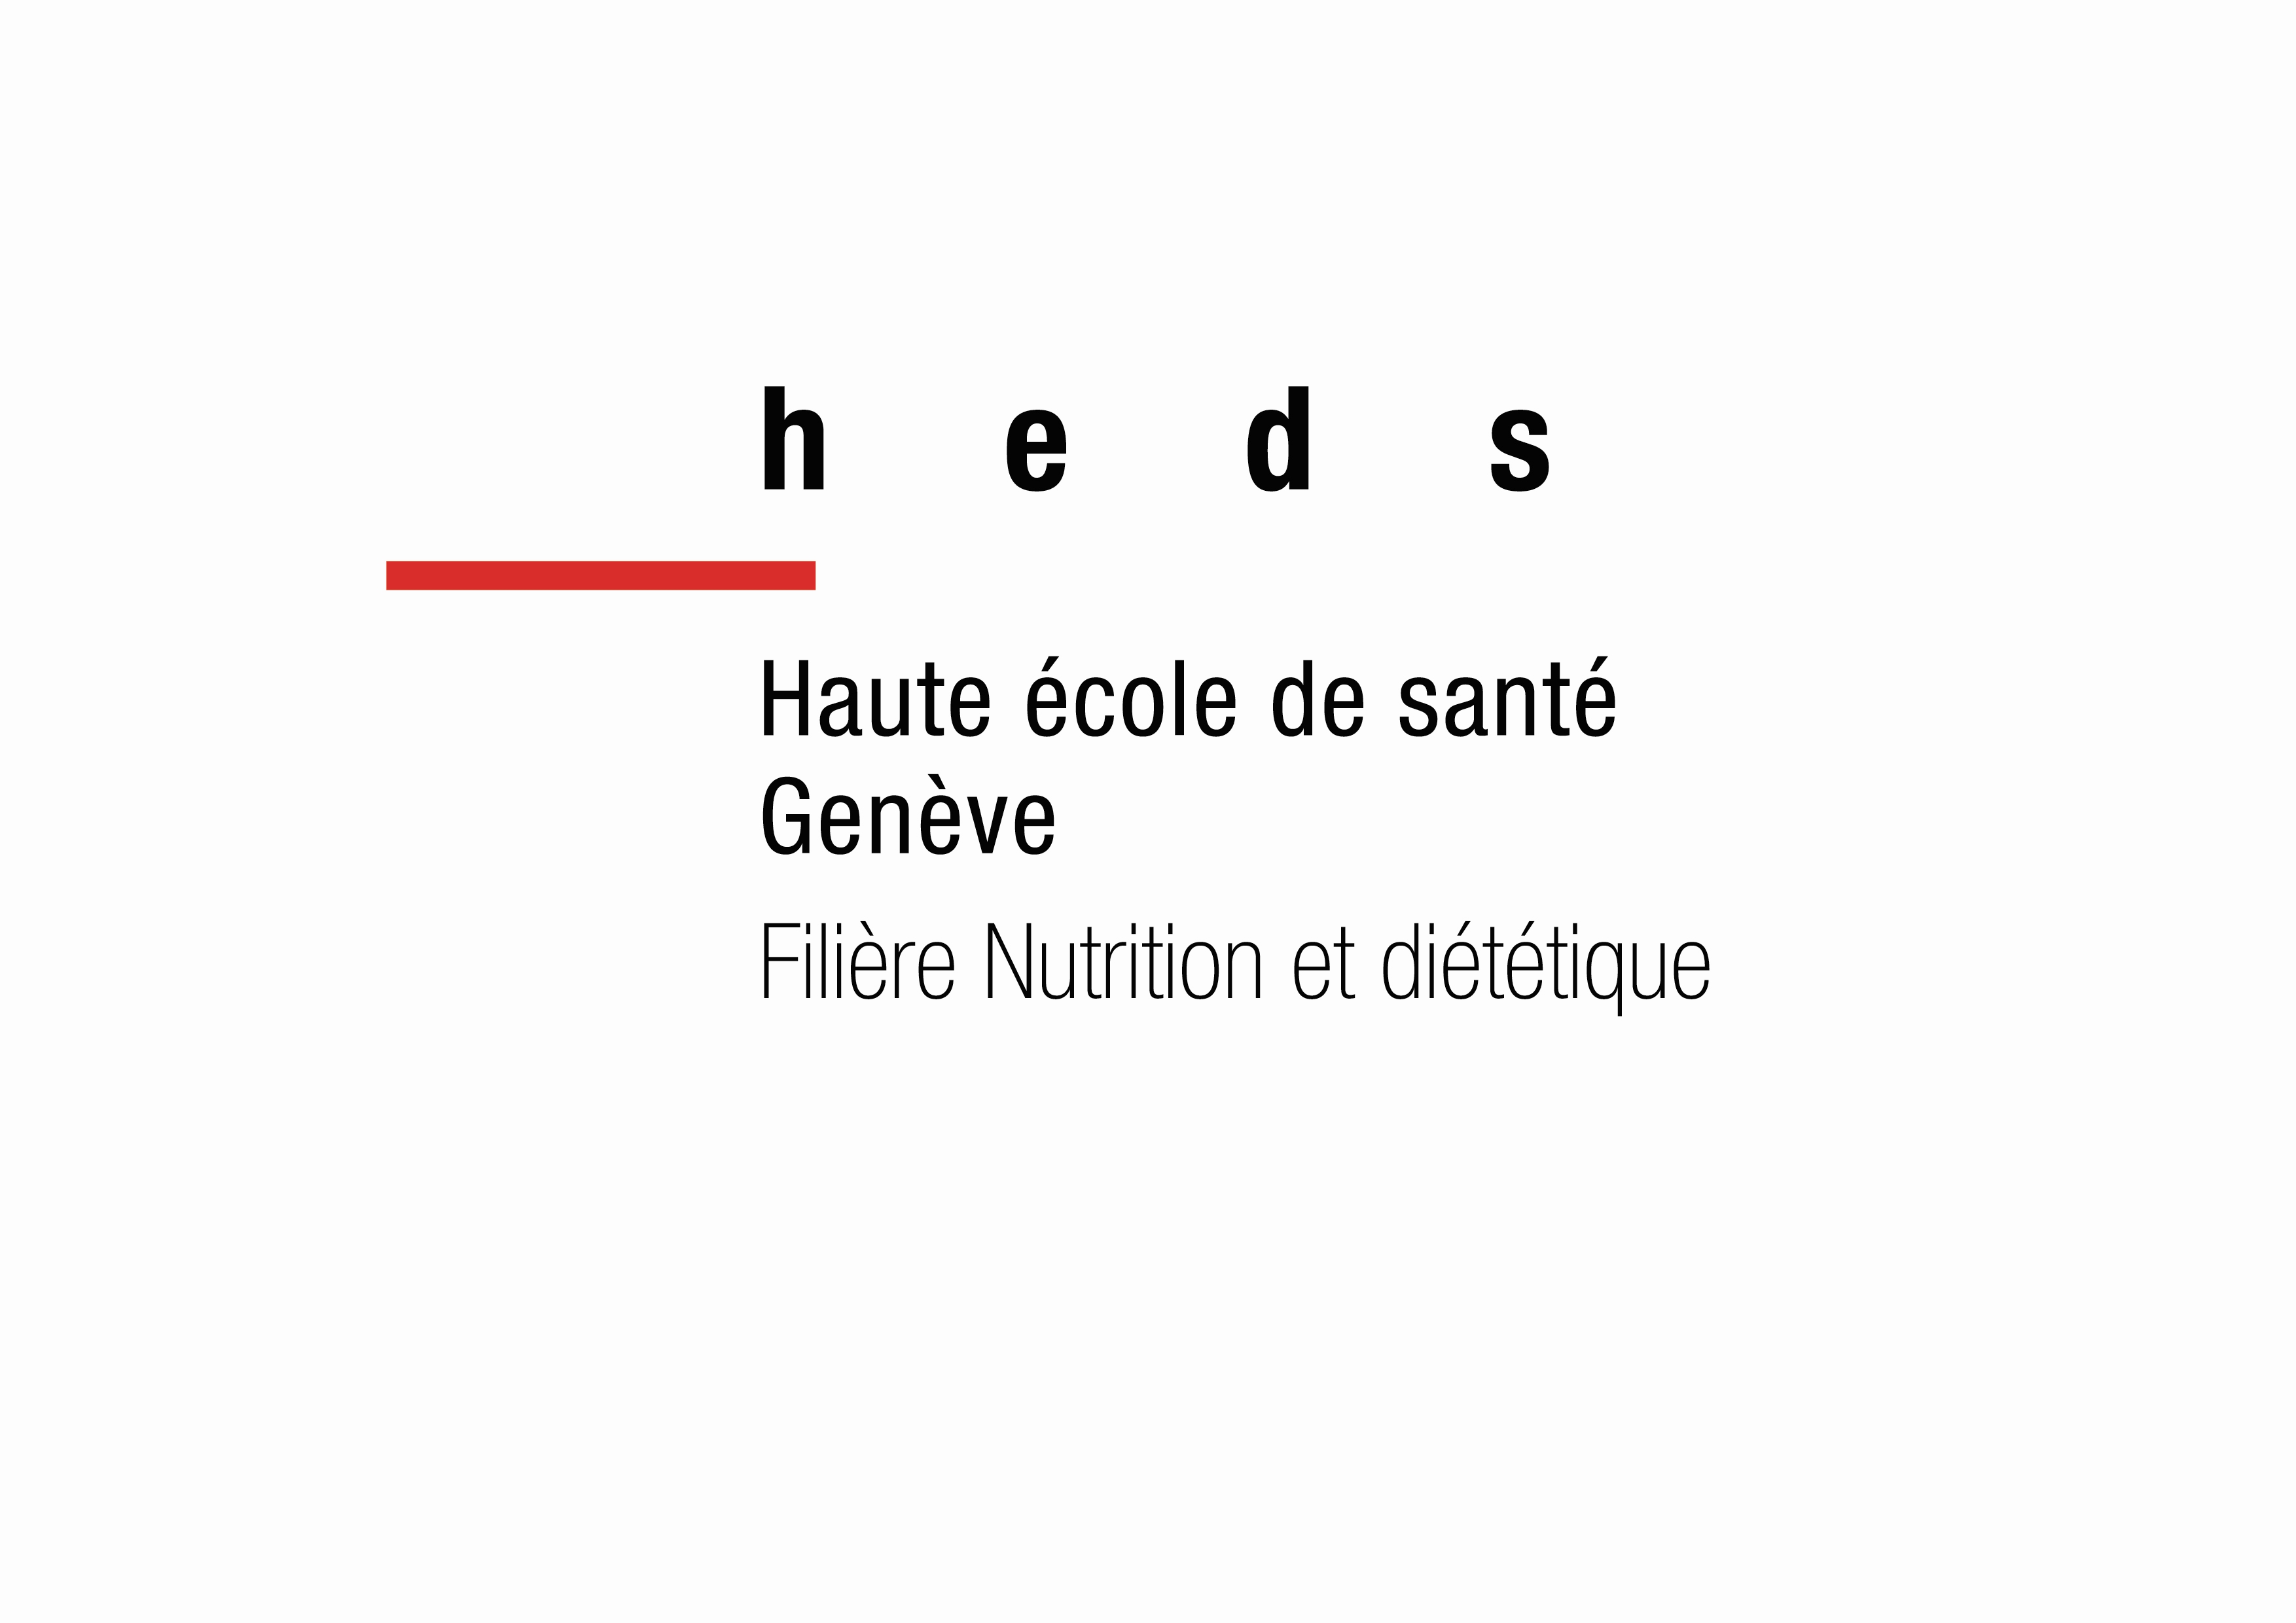 h e d s
Haute école de santé
Genève
Filière Nutrition et diététique